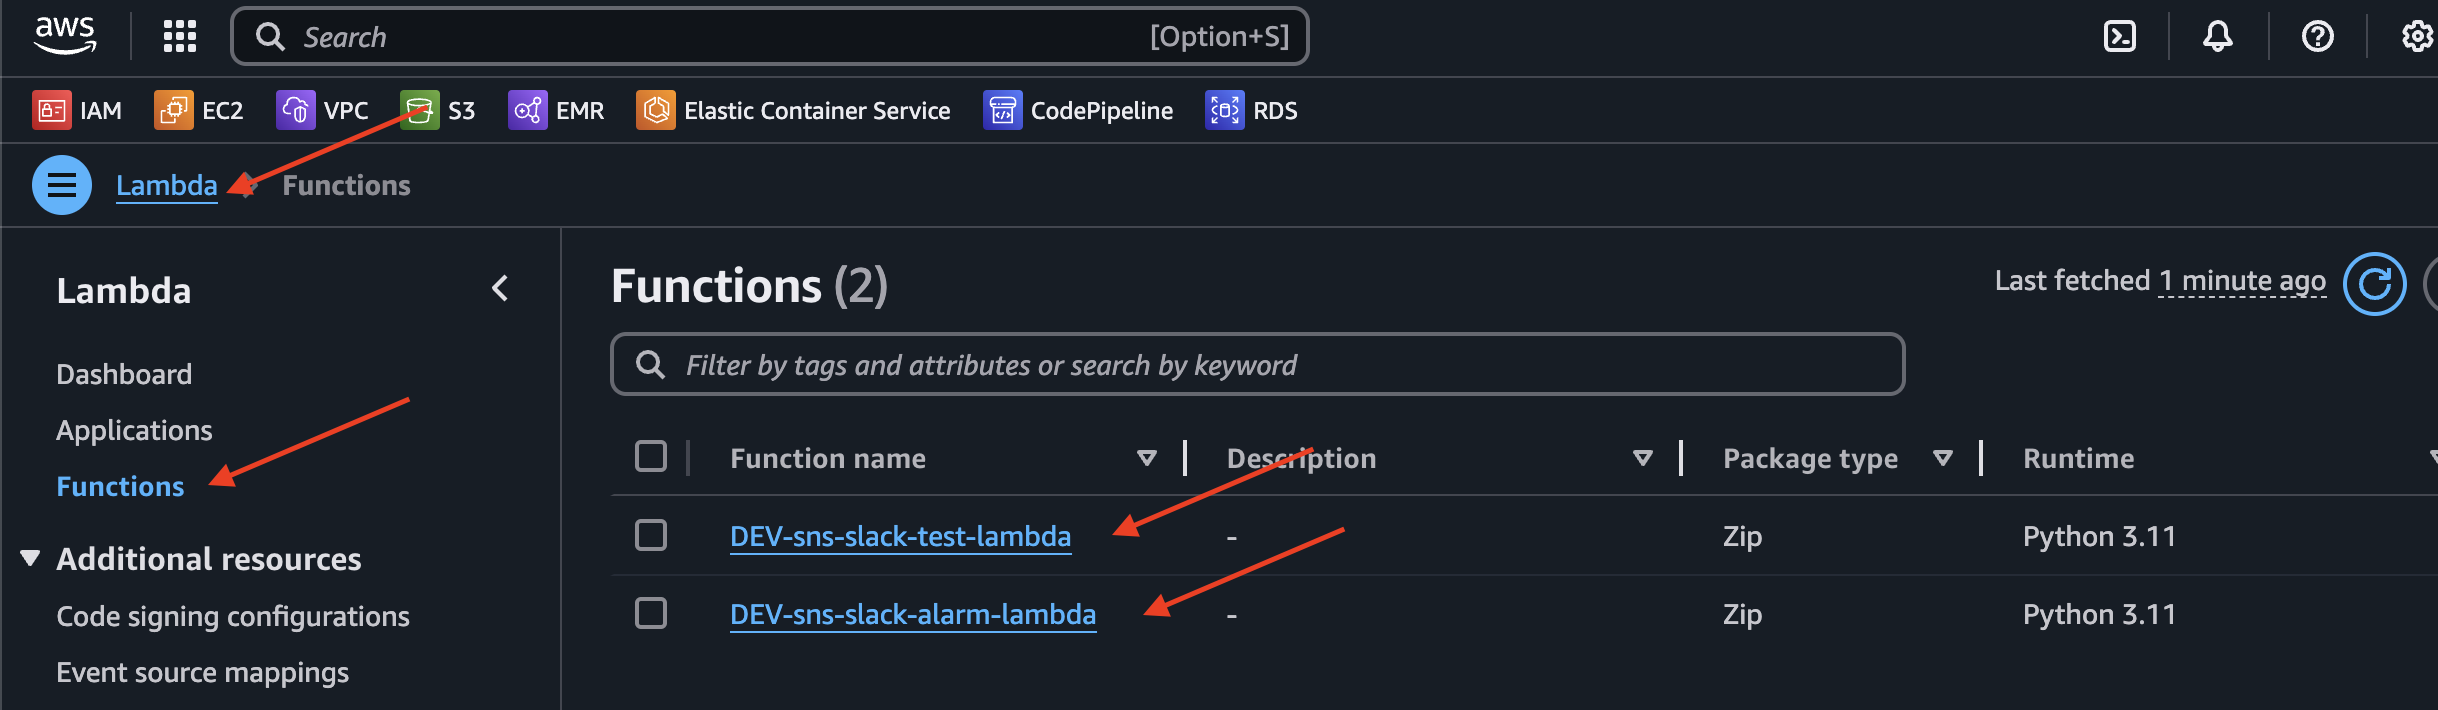 aws Search [Option+S]
IAM EC2 VPC S3 EMR Elastic Container Service CodePipeline RDS
Lambda Functions
Lambda
Dashboard
Applications
Functions
Additional resources
Code signing configurations
Event source mappings
Functions (2)
Last fetched 1 minute ago
Filter by tags and attributes or search by keyword
Function name Description Package type Runtime
DEV-sns-slack-test-lambda - Zip Python 3.11
DEV-sns-slack-alarm-lambda - Zip Python 3.11